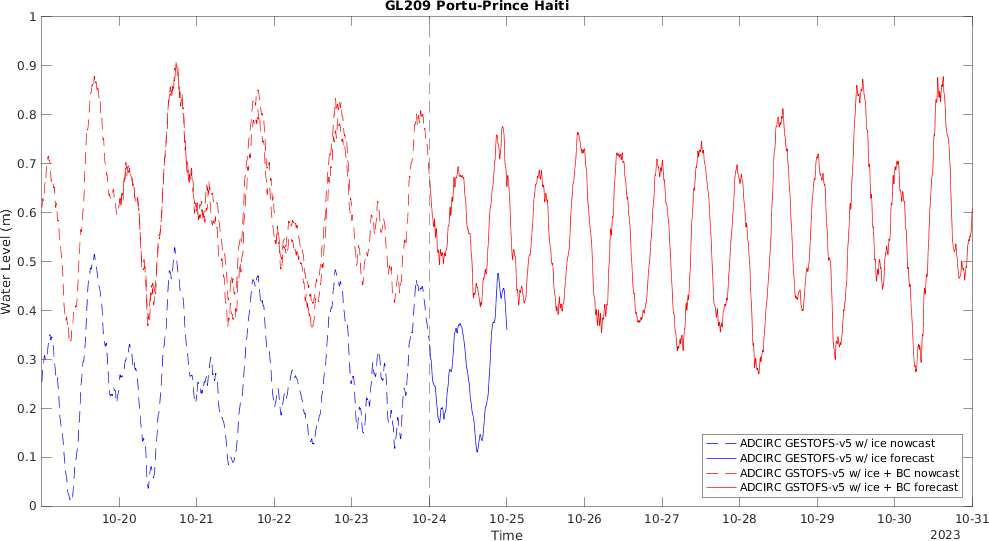 GL209 Portu-Prince Haiti
Water Level (m)
1
0.9
0.8
0.7
0.6
0.5
0.4
0.3
0.2
0.1
0
ADCIRC GESTOFS-v5 w/ ice nowcast
ADCIRC GESTOFS-v5 w/ ice forecast
ADCIRC GSTOFS-v5 w/ ice + BC nowcast
ADCIRC GSTOFS-v5 w/ ice + BC forecast
10-20 10-21 10-22 10-23 10-24 10-25 10-26 10-27 10-28 10-29 10-30 10-31
Time
2023